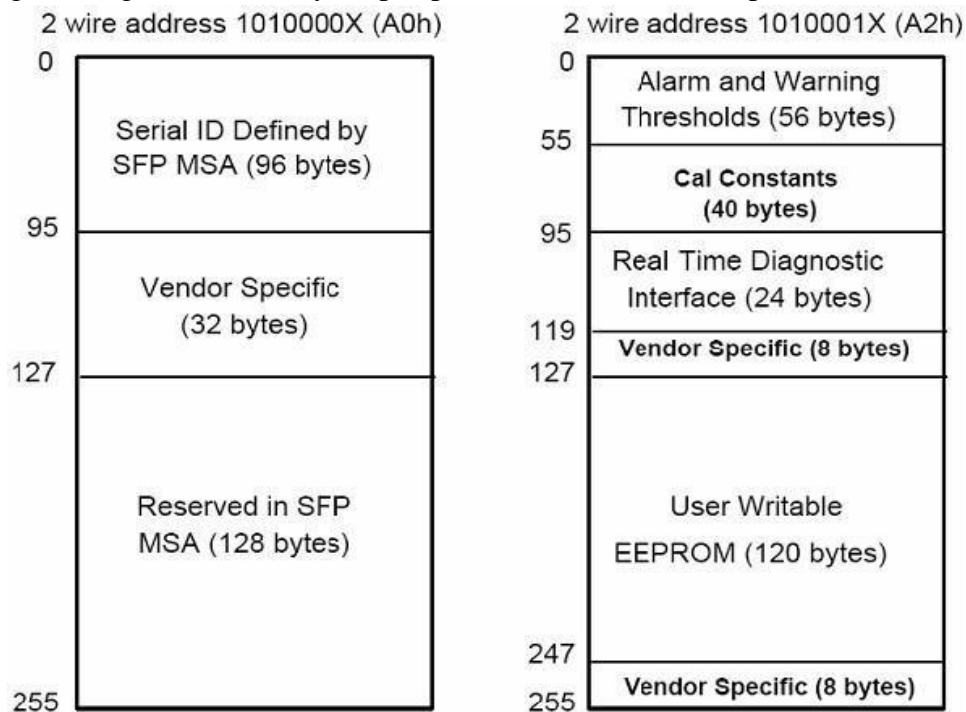 2 wire address 1010000X (A0h)
0
Serial ID Defined by
SFP MSA (96 bytes)
95
Vendor Specific
(32 bytes)
127
Reserved in SFP
MSA (128 bytes)
255
2 wire address 1010001X (A2h)
0
Alarm and Warning
Thresholds (56 bytes)
55
Cal Constants
(40 bytes)
95
Real Time Diagnostic
Interface (24 bytes)
119
Vendor Specific (8 bytes)
127
User Writable
EEPROM (120 bytes)
247
Vendor Specific (8 bytes)
255